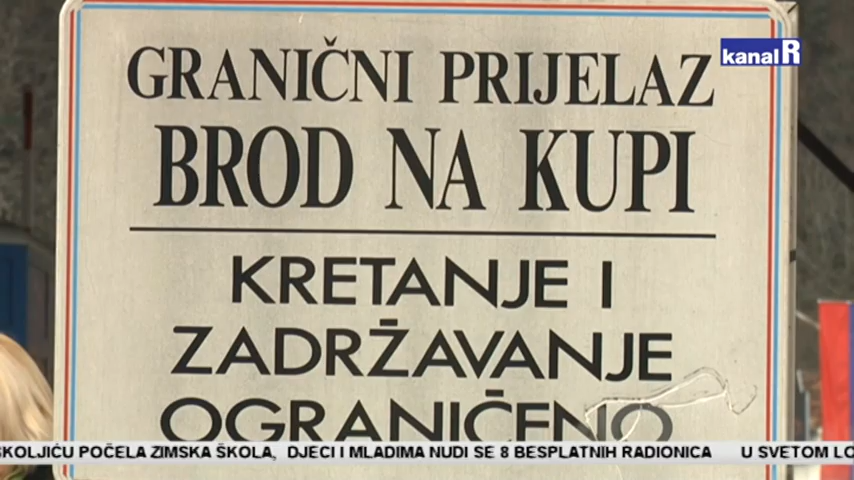 kanal R
GRANIČNI PRIJELAZ
BROD NA KUPI
KRETANJE I
ZADRŽAVANJE
OGRANIČENO
POČELA ZIMSKA ŠKOLA, DJECI I MLADIMA NUDI SE 8 BESPLATNIH RADIONICA U SVETOM